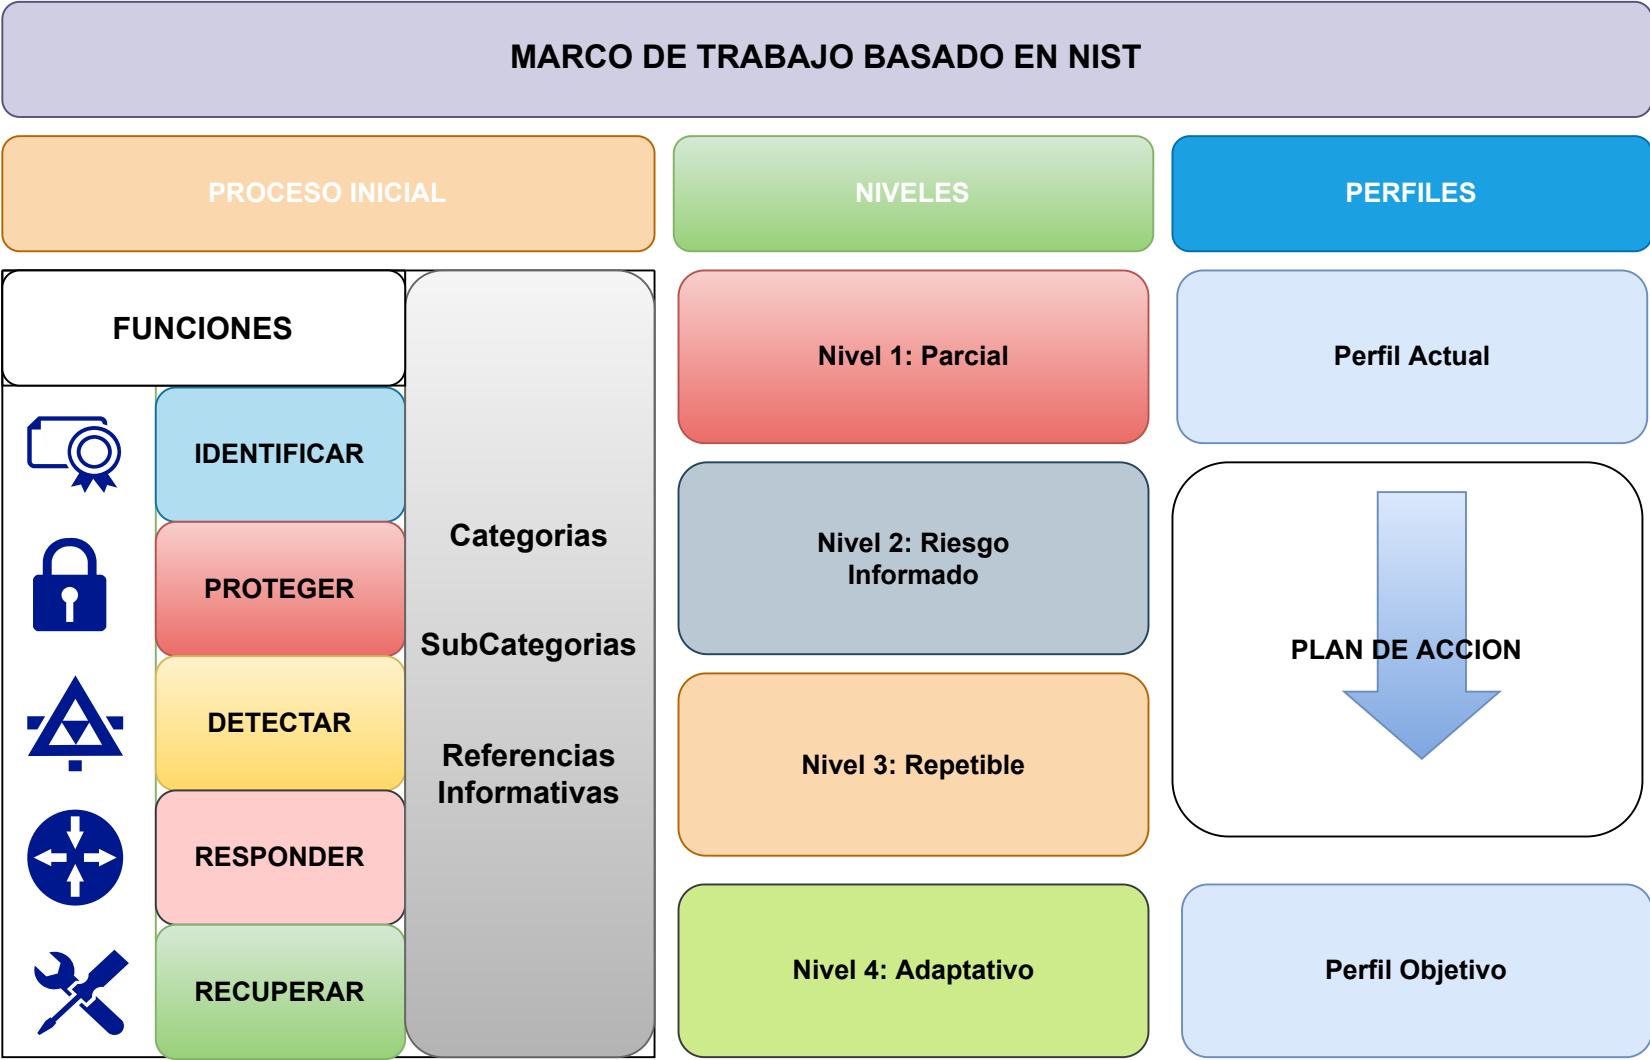 MARCO DE TRABAJO BASADO EN NIST
PROCESO INICIAL
NIVELES
PERFILES
FUNCIONES
IDENTIFICAR
PROTEGER
DETECTAR
RESPONDER
RECUPERAR
Categorias
SubCategorias
Referencias
Informativas
Nivel 1: Parcial
Nivel 2: Riesgo
Informado
Nivel 3: Repetible
Nivel 4: Adaptativo
Perfil Actual
PLAN DE ACCION
Perfil Objetivo